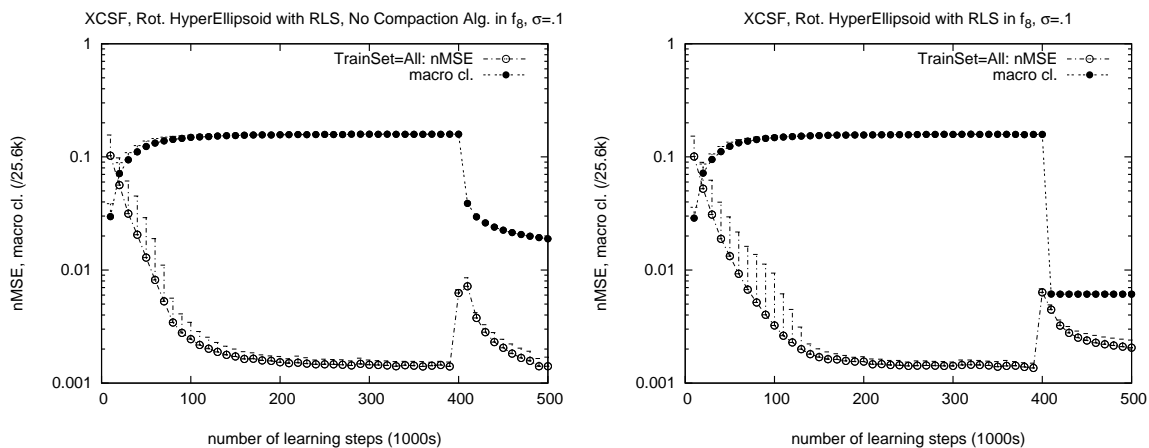 XCSF, Rot. HyperEllipsoid with RLS, No Compaction Alg. in f8, σ=.1
nMSE, macro cl. (/25.6k)
1
0.1
0.01
0.001
TrainSet=All: nMSE
macro cl.
0 100 200 300 400 500
number of learning steps (1000s)
XCSF, Rot. HyperEllipsoid with RLS in f8, σ=.1
nMSE, macro cl. (/25.6k)
1
0.1
0.01
0.001
TrainSet=All: nMSE
macro cl.
0 100 200 300 400 500
number of learning steps (1000s)